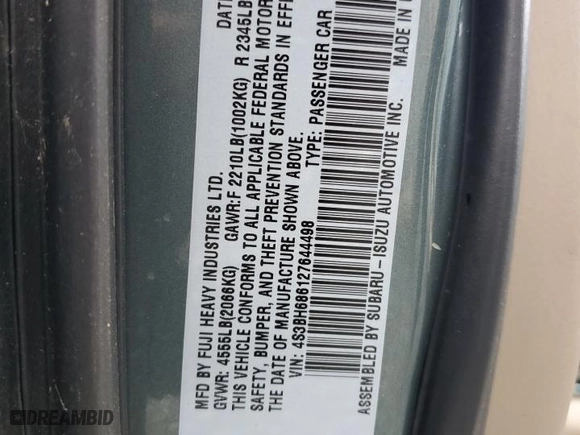 MFD BY FUJI HEAVY INDUSTRIES LTD. DATE
GVWR: 4555LB(2066KG) GAWR:F 2210LB(1002KG) R 2345LB
THIS VEHICLE CONFORMS TO ALL APPLICABLE FEDERAL MOTOR
SAFETY, BUMPER, AND THEFT PREVENTION STANDARDS IN EFFE
THE DATE OF MANUFACTURE SHOWN ABOVE.
VIN: 4S3BH686127644498 TYPE: PASSENGER CAR
ASSEMBLED BY SUBARU-ISUZU AUTOMOTIVE INC. MADE IN
DREAMBID